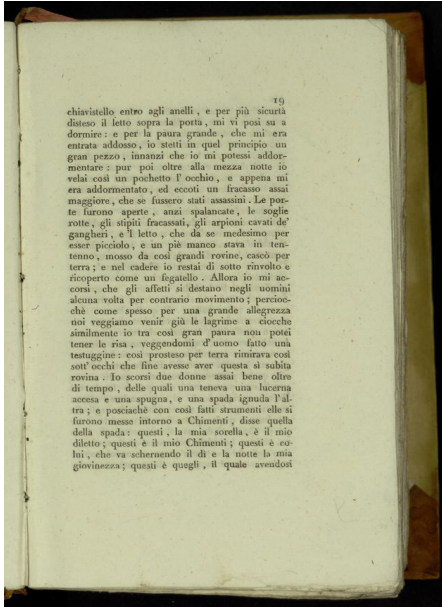 19
chiavistello entro agli anelli , e per più sicurtà
disteso il letto sopra la porta , mi vi posi su a
dormire : e per la paura grande , che mi era
entrata addosso , io stetti in quel principio un
gran pezzo , innanzi che io mi potessi addor-
mentare : pur poi oltre alla mezza notte io
velai così un pochetto l' occhio , e appena mi
era addormentato , ed eccoti un fracasso assai
maggiore , che se fussero stati assassini . Le por-
te furono aperte , anzi spalancate , le soglie
rotte , gli stipiti fracassati , gli arpioni cavati de'
gangheri , e 'l letto , che da se medesimo per
esser picciolo , e un piè manco stava in ten-
tenno , mosso da così grandi rovine , cascò per
terra ; e nel cadere io restai di sotto rinvolto e
ricoperto come un fegatello . Allora io mi ac-
corsi , che gli affetti si destano negli uomini
alcuna volta per contrario movimento ; percioc-
chè come spesso per una grande allegrezza
noi veggiamo venir giù le lagrime a ciocche
similmente io tra così gran paura non potei
tener le risa , veggendomi d' uomo fatto una
testuggine : così prosteso per terra rimirava così
sott' occhi che fine avesse aver questa sì subita
rovina . Io scorsi due donne assai bene oltre
di tempo , delle quali una teneva una lucerna
accesa e una spugna , e una spada ignuda l' al-
tra ; e posciachè con così fatti strumenti elle si
furono messe intorno a Chimenti , disse quella
della spada : questi , la mia sorella , è il mio
diletto ; questi è il mio Chimenti ; questi è co-
lui , che va schernendo il dì e la notte la mia
giovinezza ; questi è quegli , il quale avendosi